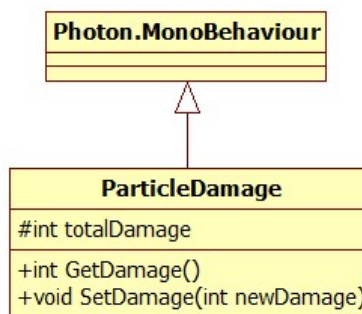 Photon.MonoBehaviour
ParticleDamage
#int totalDamage
+int GetDamage()
+void SetDamage(int newDamage)